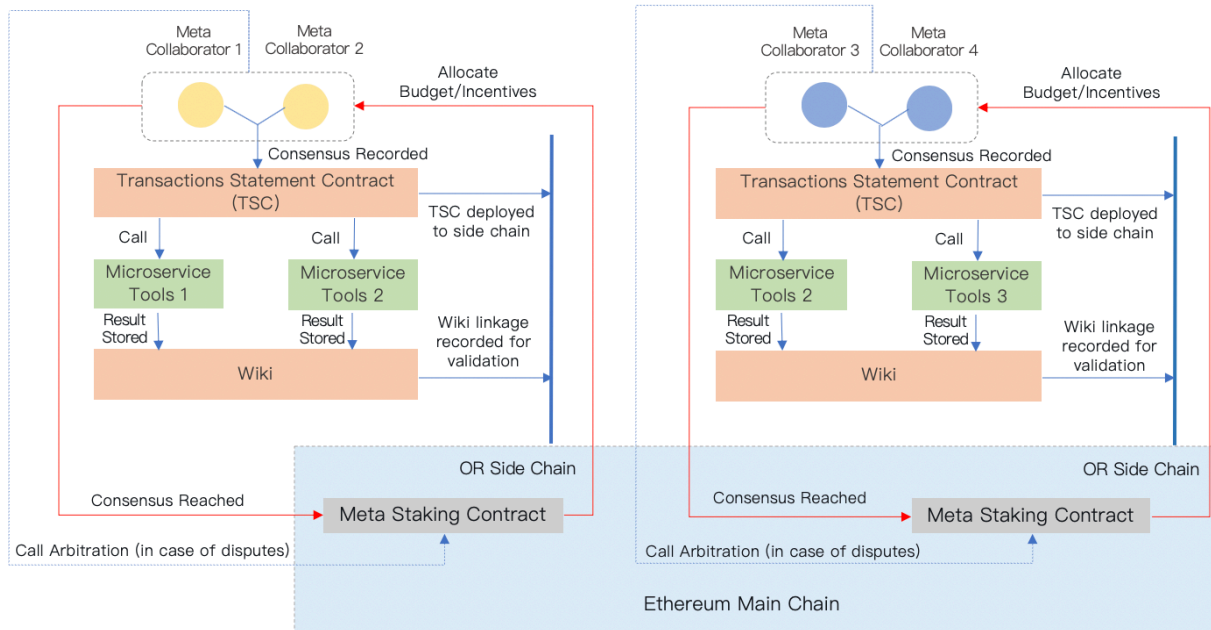 Meta
Collaborator 1
Meta
Collaborator 2
Allocate
Budget/Incentives
Consensus Recorded
Transactions Statement Contract
(TSC)
TSC deployed
to side chain
Call
Call
Microservice
Tools 1
Microservice
Tools 2
Result
Stored
Result
Stored
Wiki linkage
recorded for
validation
Wiki
OR Side Chain
Consensus Reached
Meta Staking Contract
Call Arbitration (in case of disputes)
Meta
Collaborator 3
Meta
Collaborator 4
Allocate
Budget/Incentives
Consensus Recorded
Transactions Statement Contract
(TSC)
TSC deployed
to side chain
Call
Call
Microservice
Tools 2
Microservice
Tools 3
Result
Stored
Result
Stored
Wiki linkage
recorded for
validation
Wiki
OR Side Chain
Consensus Reached
Meta Staking Contract
Call Arbitration (in case of disputes)
Ethereum Main Chain